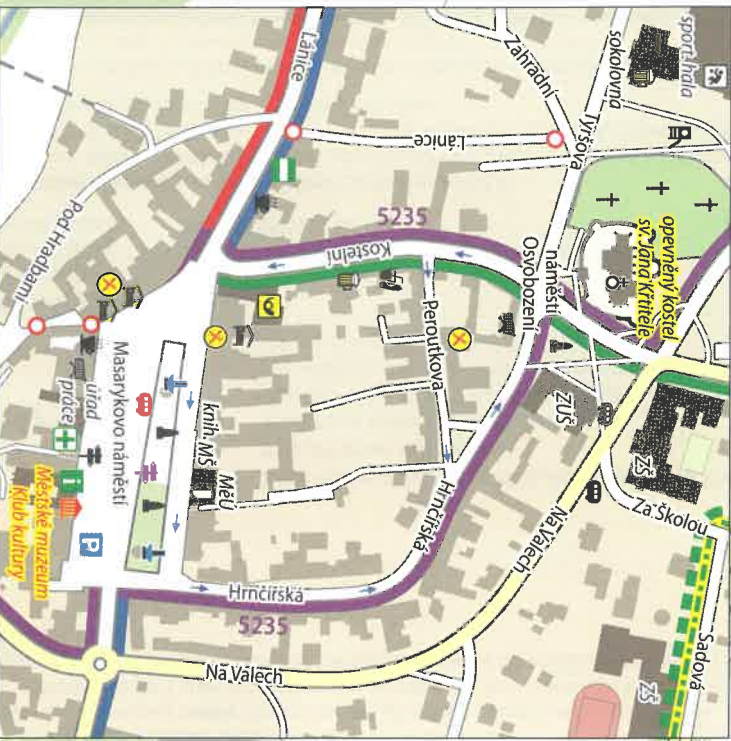 sport. hala
sokolovna
Tyršova
Zahradní
Lánice
Lánice
5235
Kostelní
Pod Hradbami
opevněný kostel
sv. Jana Křtitele
náměstí
Osvobození
Peroutkova
ZUŠ
ZŠ
Za Školou
Sadová
ZŠ
Na Valech
Hrnčířská
knih. MŠ
MěÚ
Masarykovo náměstí
úřad
práce
P
Městské muzeum
Klub kultury
Hrnčířská
5235
Na Valech